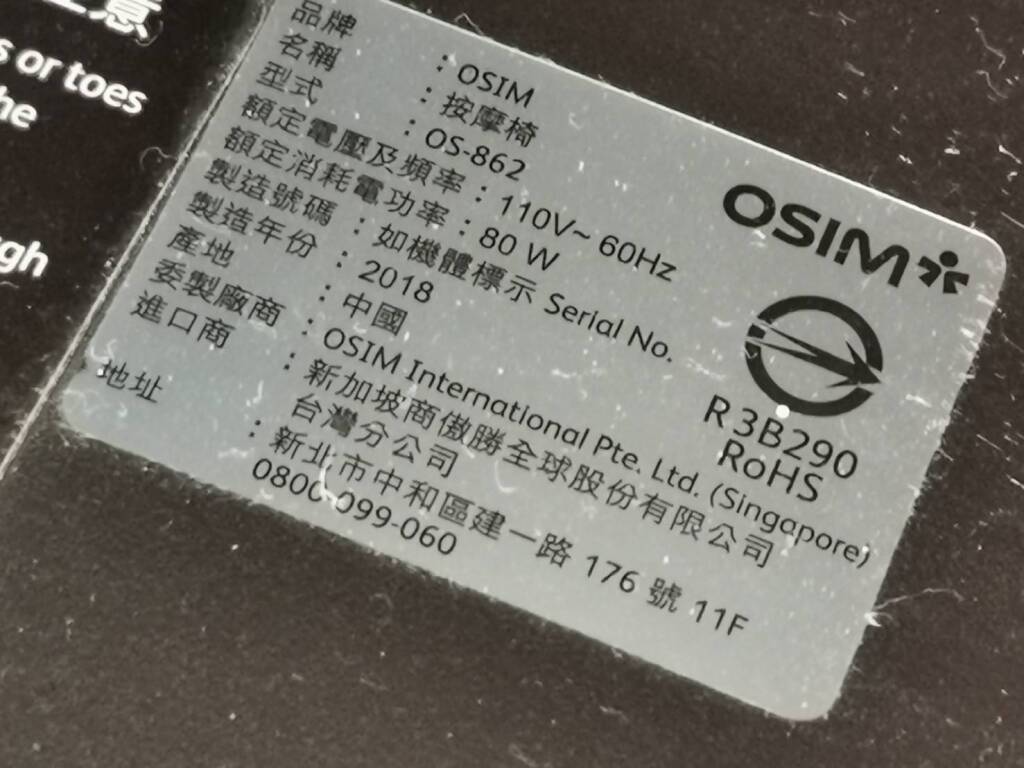 意
s or toes
he
gh
品牌 : OSIM
名稱 : 按摩椅
型式 : OS-862
額定電壓及頻率 : 110V~ 60Hz
額定消耗電功率 : 80 W
製造號碼 : 如機體標示 Serial No.
製造年份 : 2018
產地 : 中國
委製廠商 : OSIM International Pte. Ltd. (Singapore)
進口商 : 新加坡商傲勝全球股份有限公司
台灣分公司
地址 : 新北市中和區建一路 176 號 11F
0800-099-060
OSIM
R3B290
RoHS